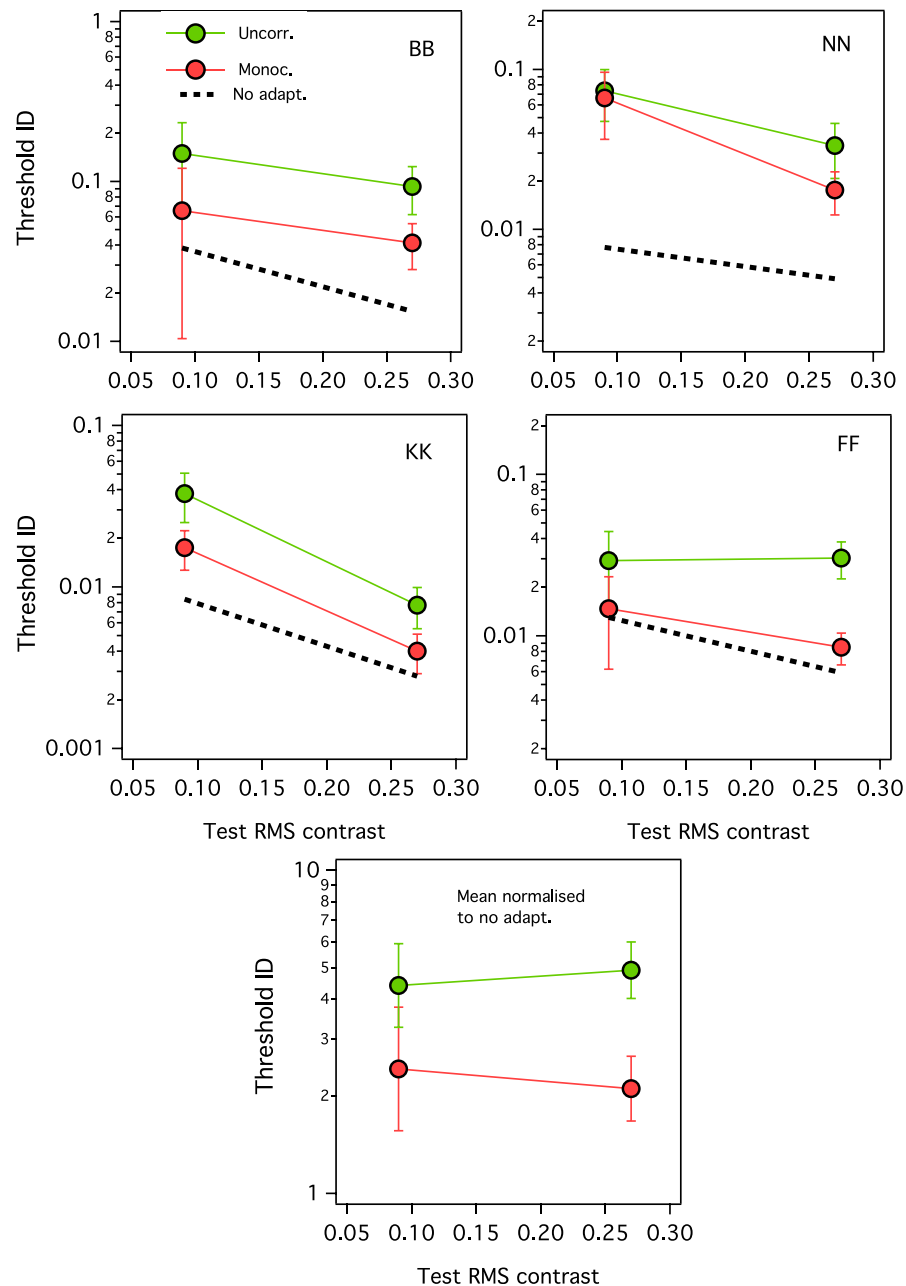 Uncorr.
Monoc.
No adapt.
BB
Threshold ID
1
8
6
4
2
0.1
8
6
4
2
0.01
0.05 0.10 0.15 0.20 0.25 0.30
NN
0.1
8
6
4
2
0.01
8
6
4
2
0.05 0.10 0.15 0.20 0.25 0.30
KK
Threshold ID
0.1
8
6
4
2
0.01
8
6
4
2
0.001
0.05 0.10 0.15 0.20 0.25 0.30
Test RMS contrast
FF
2
0.1
8
6
4
2
0.01
8
6
4
2
0.05 0.10 0.15 0.20 0.25 0.30
Test RMS contrast
Mean normalised
to no adapt.
Threshold ID
10
9
8
7
6
5
4
3
2
1
0.05 0.10 0.15 0.20 0.25 0.30
Test RMS contrast